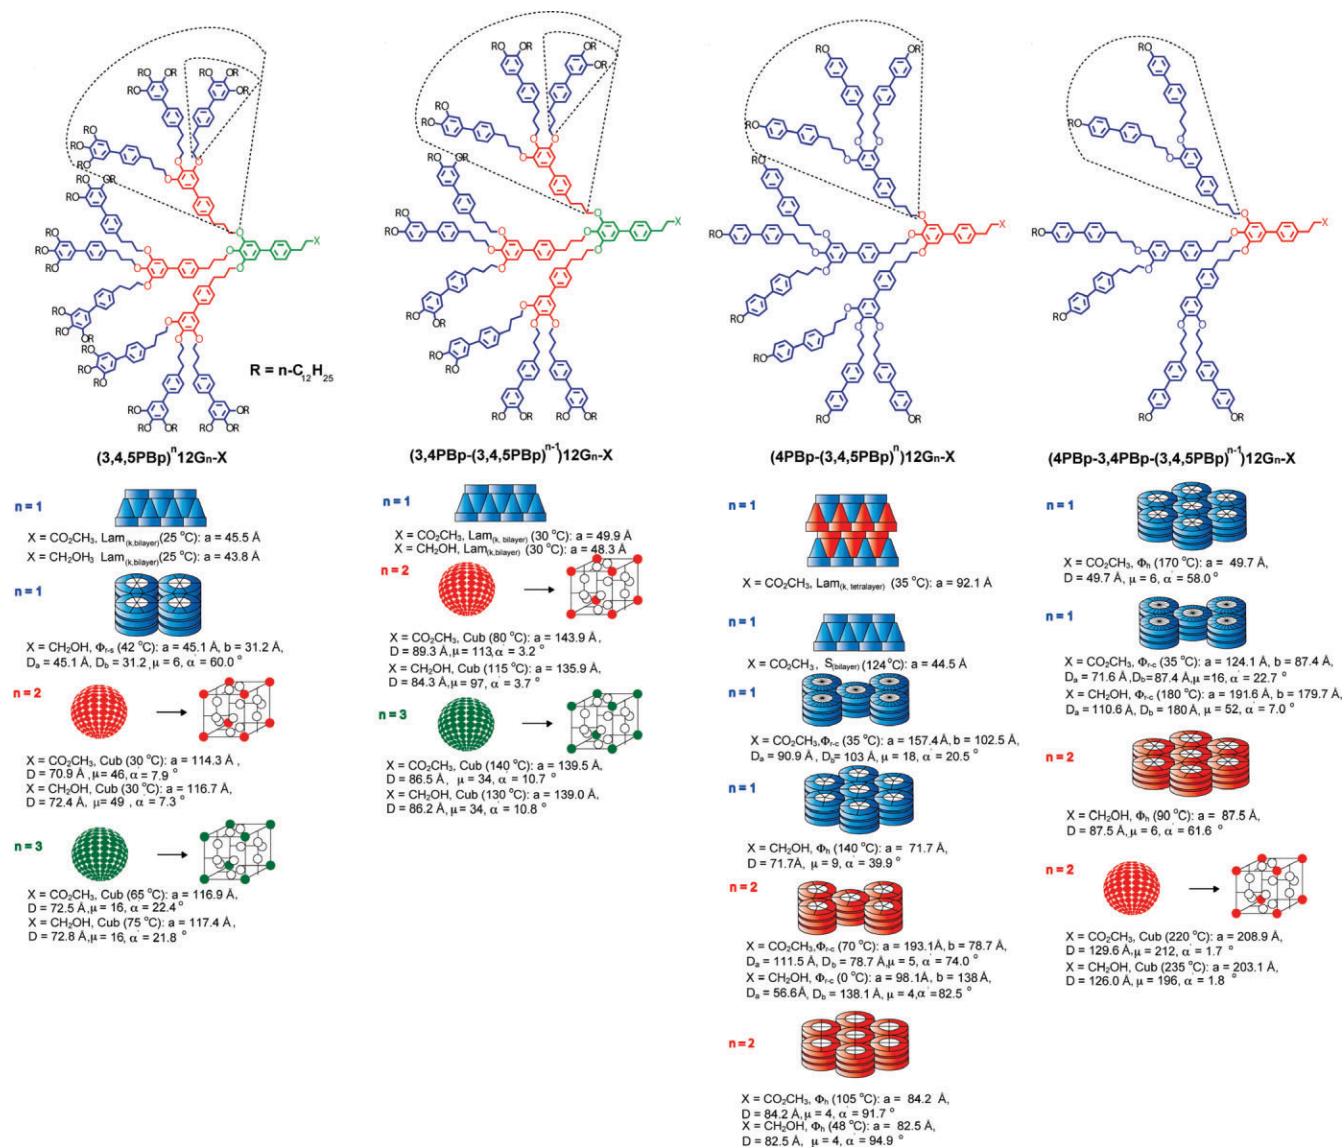 R = n-C₁₂H₂₅
(3,4,5PBp)ⁿ12Gn-X
n = 1
X = CO₂CH₃, Lam(k,bilayer) (25 °C): a = 45.5 Å
X = CH₂OH₃ Lam(k,bilayer) (25 °C): a = 43.8 Å
n = 1
X = CH₂OH, Φr-s (42 °C): a = 45.1 Å, b = 31.2 Å,
Da = 45.1 Å, Db = 31.2 Å, μ = 6, α' = 60.0 °
n = 2
X = CO₂CH₃, Cub (30 °C): a = 114.3 Å,
D = 70.9 Å, μ = 46, α' = 7.9 °
X = CH₂OH, Cub (30 °C): a = 116.7 Å,
D = 72.4 Å, μ = 49 , α' = 7.3 °
n = 3
X = CO₂CH₃, Cub (65 °C): a = 116.9 Å,
D = 72.5 Å, μ = 16, α' = 22.4 °
X = CH₂OH, Cub (75 °C): a = 117.4 Å,
D = 72.8 Å, μ = 16, α' = 21.8 °
(3,4PBp-(3,4,5PBp)ⁿ⁻¹)12Gn-X
n = 1
X = CO₂CH₃, Lam(k, bilayer) (30 °C): a = 49.9 Å
X = CH₂OH, Lam(k,bilayer) (30 °C): a = 48.3 Å
n = 2
X = CO₂CH₃, Cub (80 °C): a = 143.9 Å,
D = 89.3 Å, μ = 113, α' = 3.2 °
X = CH₂OH, Cub (115 °C): a = 135.9 Å,
D = 84.3 Å, μ = 97, α' = 3.7 °
n = 3
X = CO₂CH₃, Cub (140 °C): a = 139.5 Å,
D = 86.5 Å, μ = 34, α' = 10.7 °
X = CH₂OH, Cub (130 °C): a = 139.0 Å,
D = 86.2 Å, μ = 34, α' = 10.8 °
(4PBp-(3,4,5PBp)ⁿ)12Gn-X
n = 1
X = CO₂CH₃, Lam(k, tetralayer) (35 °C): a = 92.1 Å
n = 1
X = CO₂CH₃, S(bilayer) (124 °C): a = 44.5 Å
n = 1
X = CO₂CH₃, Φr-c (35 °C): a = 157.4 Å, b = 102.5 Å,
Da = 90.9 Å, Db = 103 Å, μ = 18, α' = 20.5 °
n = 1
X = CH₂OH, Φh (140 °C): a = 71.7 Å,
D = 71.7Å, μ = 9, α' = 39.9 °
n = 2
X = CO₂CH₃, Φr-c (70 °C): a = 193.1Å, b = 78.7 Å,
Da = 111.5 Å, Db = 78.7 Å, μ = 5, α' = 74.0 °
X = CH₂OH, Φr-c (0 °C): a = 98.1Å, b = 138 Å,
Da = 56.6 Å, Db = 138.1 Å, μ = 4, α' = 82.5 °
n = 2
X = CO₂CH₃, Φh (105 °C): a = 84.2 Å,
D = 84.2 Å, μ = 4, α' = 91.7 °
X = CH₂OH, Φh (48 °C): a = 82.5 Å,
D = 82.5 Å, μ = 4, α' = 94.9 °
(4PBp-3,4PBp-(3,4,5PBp)ⁿ⁻¹)12Gn-X
n = 1
X = CO₂CH₃, Φh (170 °C): a = 49.7 Å,
D = 49.7 Å, μ = 6, α' = 58.0 °
n = 1
X = CO₂CH₃, Φr-c (35 °C): a = 124.1 Å, b = 87.4 Å,
Da = 71.6 Å, Db = 87.4 Å, μ = 16, α' = 22.7 °
X = CH₂OH, Φr-c (180 °C): a = 191.6 Å, b = 179.7 Å,
Da = 110.6 Å, Db = 180 Å, μ = 52, α' = 7.0 °
n = 2
X = CH₂OH, Φh (90 °C): a = 87.5 Å,
D = 87.5 Å, μ = 6, α' = 61.6 °
n = 2
X = CO₂CH₃, Cub (220 °C): a = 208.9 Å,
D = 129.6 Å, μ = 212, α' = 1.7 °
X = CH₂OH, Cub (235 °C): a = 203.1 Å,
D = 126.0 Å, μ = 196, α' = 1.8 °